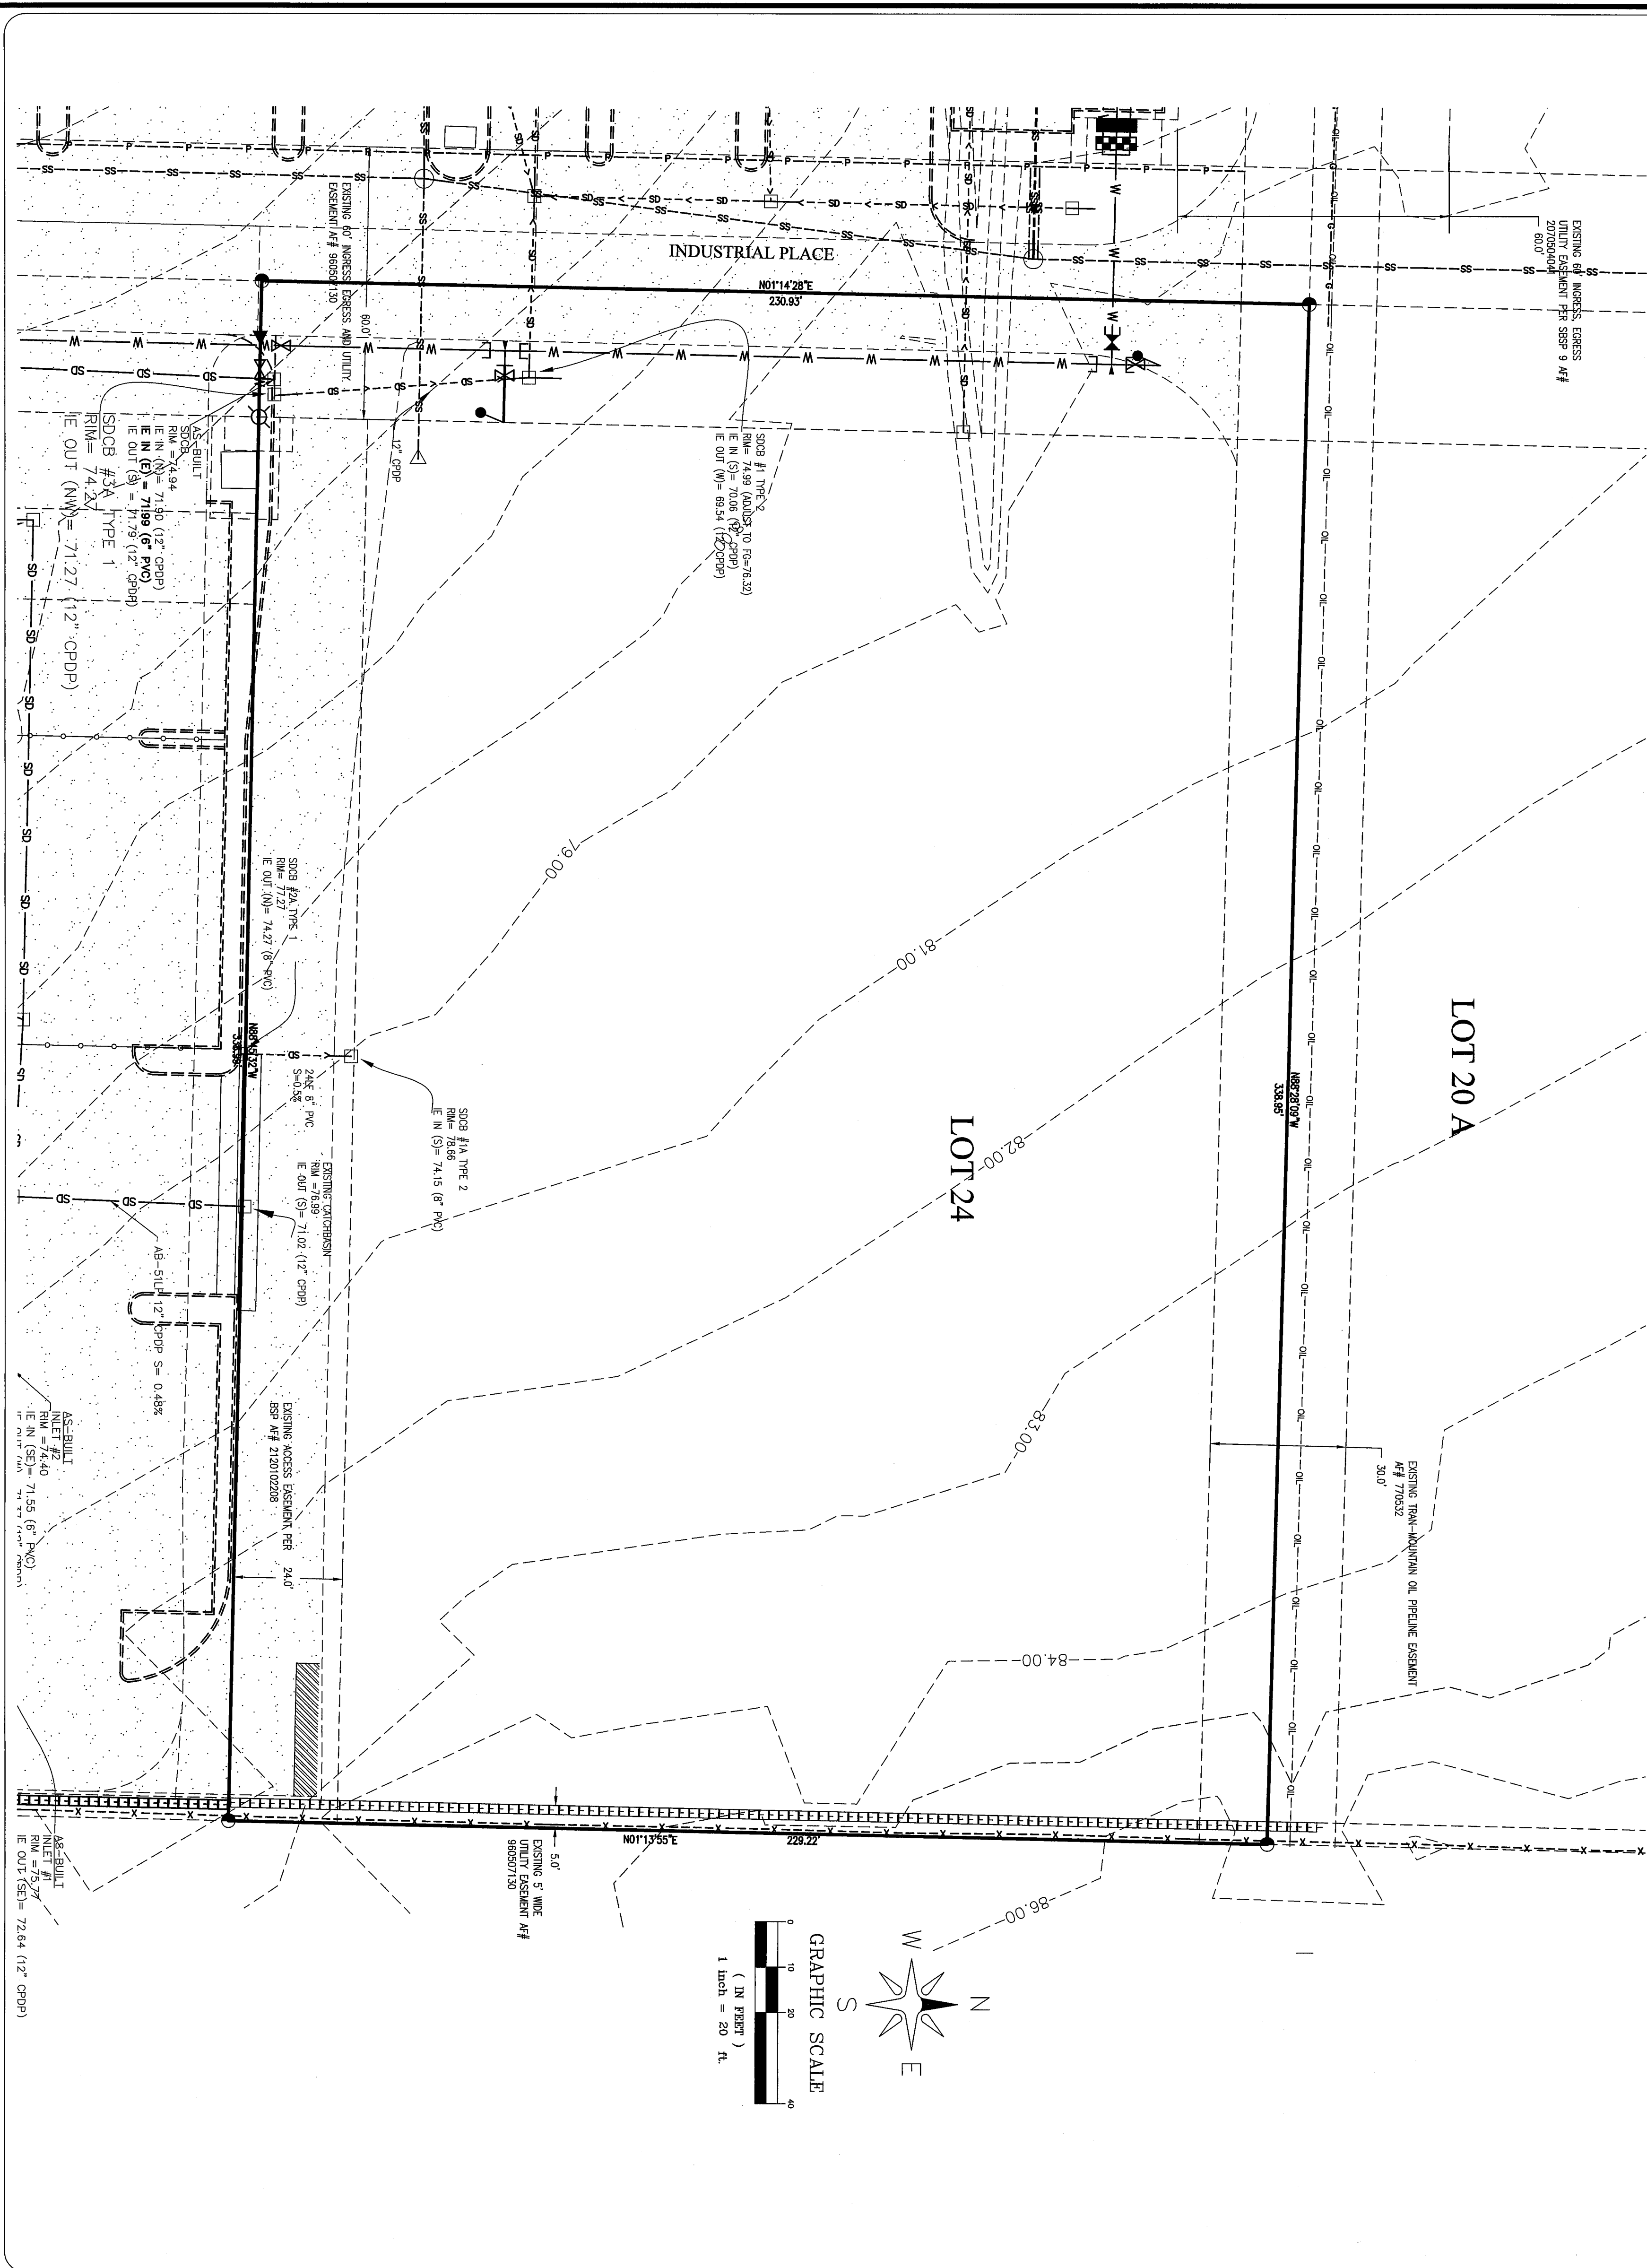 EXISTING 60' INGRESS, EGRESS
UTILITY EASEMENT PER SBSP 9 AF#
207050404
60.0'
INDUSTRIAL PLACE
N01°14'28"E
230.93'
EXISTING 60' INGRESS, EGRESS AND UTILITY
EASEMENT AF# 960507130
60.0'
12" CPDP
SDCB #1 TYPE 2
RIM= 74.99 (ADJUST TO FG=76.32)
IE IN (S)= 70.06 (12" CPDP)
IE OUT (W)= 69.54 (12" CPDP)
AS-BUILT
SDCB
RIM =74.94
IE IN (N)= 71.90 (12" CPDP)
IE IN (E) = 71.99 (6" PVC)
IE OUT (S) = 71.79 (12" CPDP)
SDCB #3A TYPE 1
RIM= 74.27
IE OUT (NW)= 71.27 (12" CPDP)
79.00
81.00
82.00
83.00
84.00
86.00
LOT 20 A
LOT 24
N88°28'09"W
338.95'
SDCB #2A TYPE 1
RIM= 77.27
IE OUT (N)= 74.27 (8" PVC)
N88°45'32"W
24LF 8" PVC
S=0.5%
SDCB #1A TYPE 2
RIM= 78.66
IE IN (S)= 74.15 (8" PVC)
EXISTING CATCHBASIN
RIM =76.99
IE OUT (S)= 71.02 (12" CPDP)
AB-51LF 12" CPDP S= 0.48%
EXISTING ACCESS EASEMENT PER
BSP AF# 2120102208
24.0'
AS-BUILT
INLET #2
RIM =74.40
IE IN (SE)= 71.55 (6" PVC)
EXISTING TRAN-MOUNTAIN OIL PIPELINE EASEMENT
AF# 770532
30.0'
AS-BUILT
INLET #1
RIM =75.77
IE OUT (SE)= 72.64 (12" CPDP)
5.0'
EXISTING 5' WIDE
UTILITY EASEMENT AF#
960507130
N01°13'55"E
229.22'
N
W
E
S
GRAPHIC SCALE
0 10 20 40
( IN FEET )
1 inch = 20 ft.